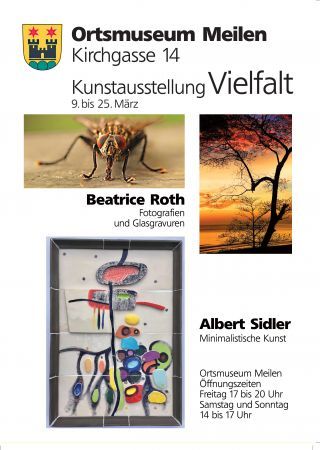 Ortsmuseum Meilen
Kirchgasse 14
Kunstausstellung Vielfalt
9. bis 25. März
Beatrice Roth
Fotografien
und Glasgravuren
Albert Sidler
Minimalistische Kunst
Ortsmuseum Meilen
Öffnungszeiten
Freitag 17 bis 20 Uhr
Samstag und Sonntag
14 bis 17 Uhr